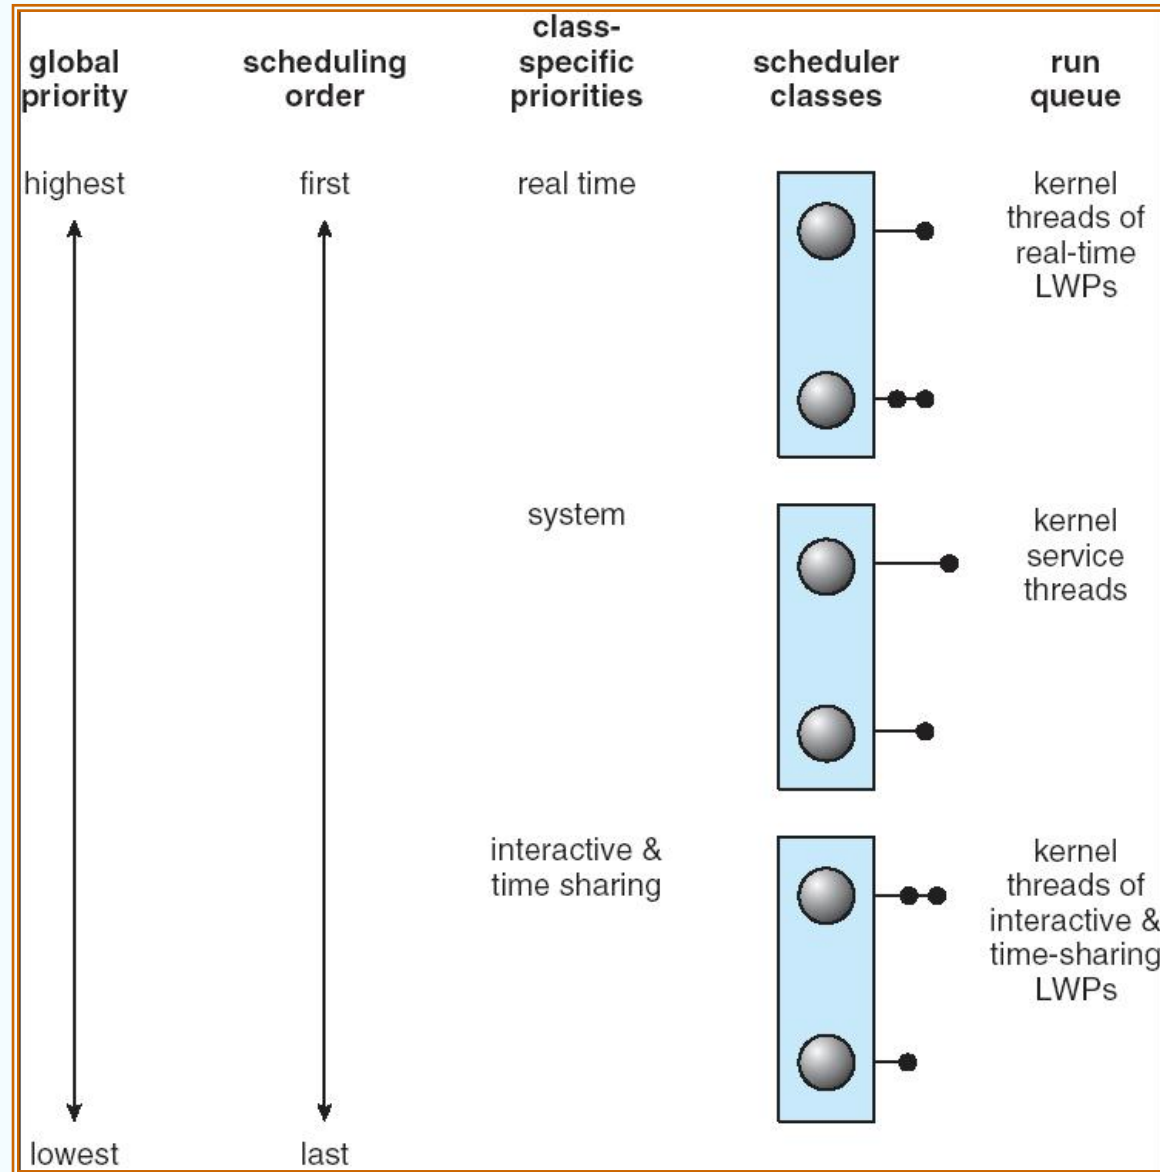 global
priority
scheduling
order
class-
specific
priorities
scheduler
classes
run
queue
highest
first
real time
kernel
threads of
real-time
LWPs
system
kernel
service
threads
interactive &
time sharing
kernel
threads of
interactive &
time-sharing
LWPs
lowest
last